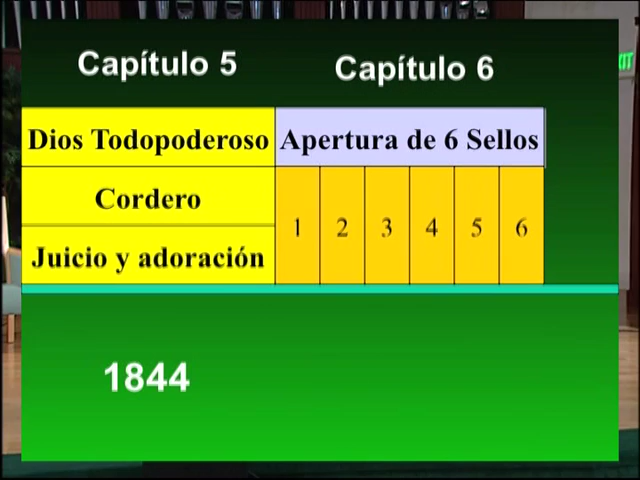 Capítulo 5
Capítulo 6
Dios Todopoderoso
Apertura de 6 Sellos
Cordero
Juicio y adoración
1 2 3 4 5 6
1844